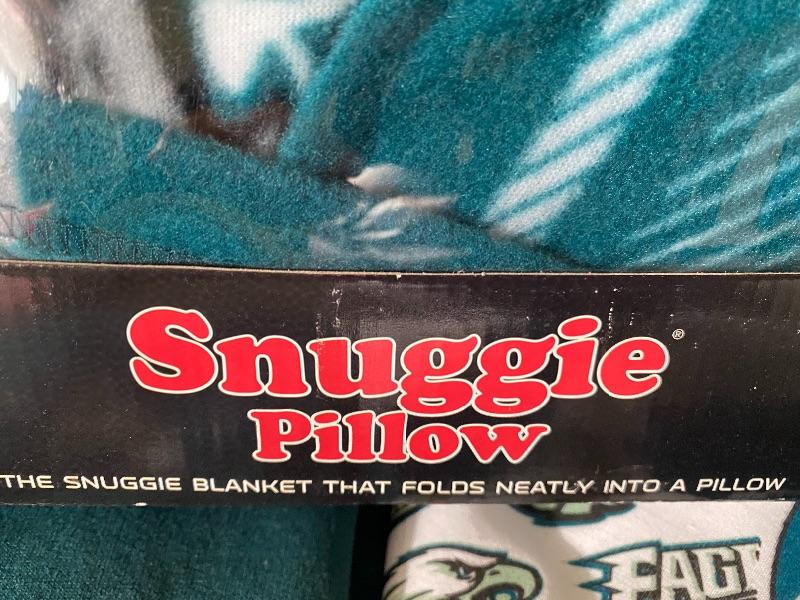 Snuggie®
Pillow
THE SNUGGIE BLANKET THAT FOLDS NEATLY INTO A PILLOW